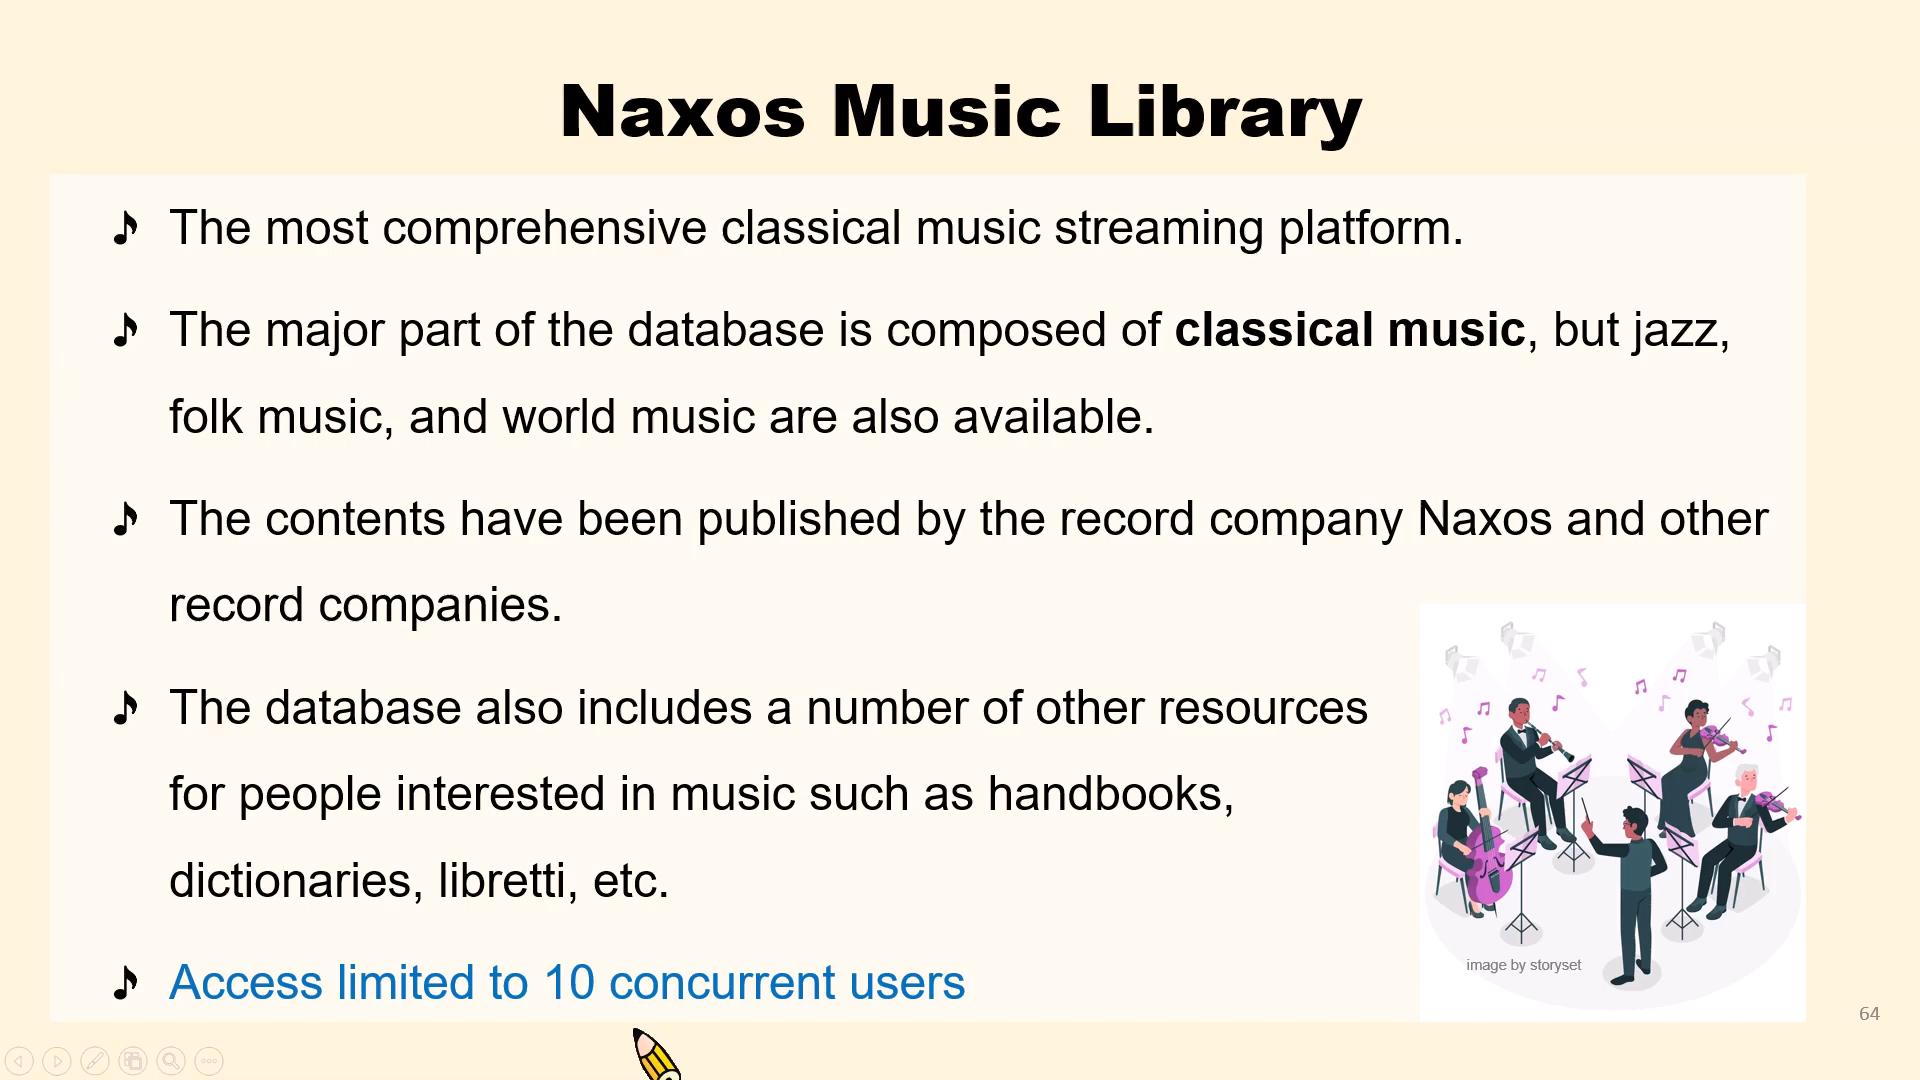 Naxos Music Library
♪ The most comprehensive classical music streaming platform.
♪ The major part of the database is composed of classical music, but jazz,
folk music, and world music are also available.
♪ The contents have been published by the record company Naxos and other
record companies.
♪ The database also includes a number of other resources
for people interested in music such as handbooks,
dictionaries, libretti, etc.
♪ Access limited to 10 concurrent users
image by storyset
64